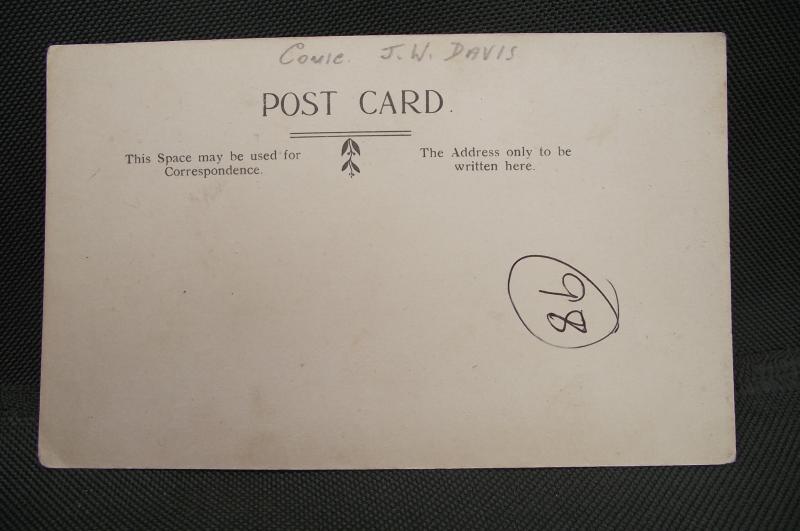 Comic. J. W. DAVIS
POST CARD.
This Space may be used for
Correspondence.
The Address only to be
written here.
98